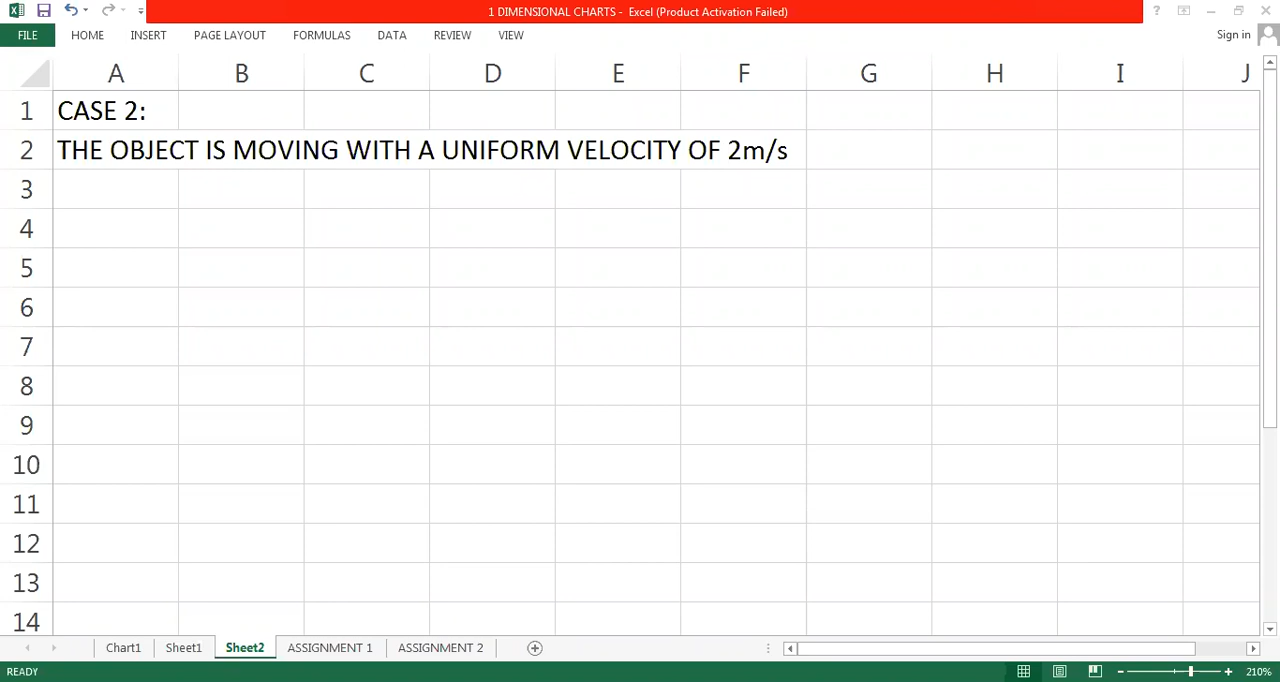 1 DIMENSIONAL CHARTS - Excel (Product Activation Failed)
?
FILE HOME INSERT PAGE LAYOUT FORMULAS DATA REVIEW VIEW Sign in
A B C D E F G H I J
1 CASE 2:
2 THE OBJECT IS MOVING WITH A UNIFORM VELOCITY OF 2m/s
3
4
5
6
7
8
9
10
11
12
13
14
Chart1 Sheet1 Sheet2 ASSIGNMENT 1 ASSIGNMENT 2
READY 210%